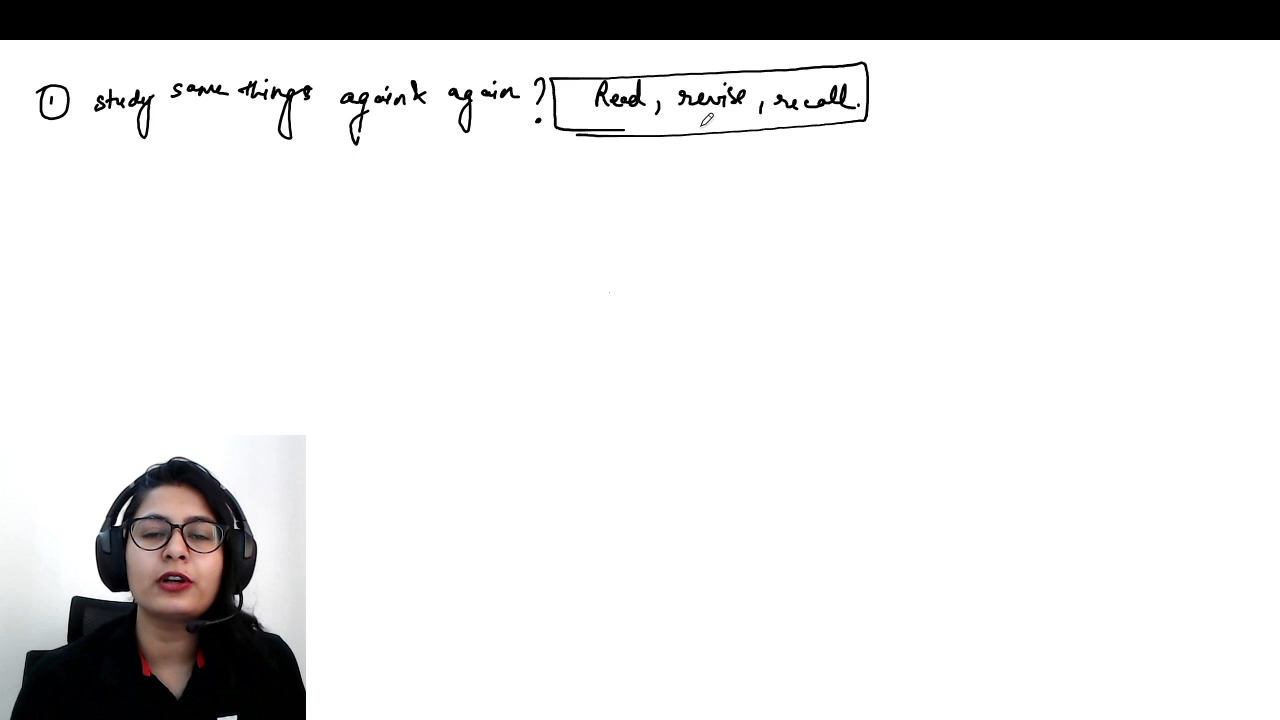 ① study same things again & again ? Read, revise, recall.